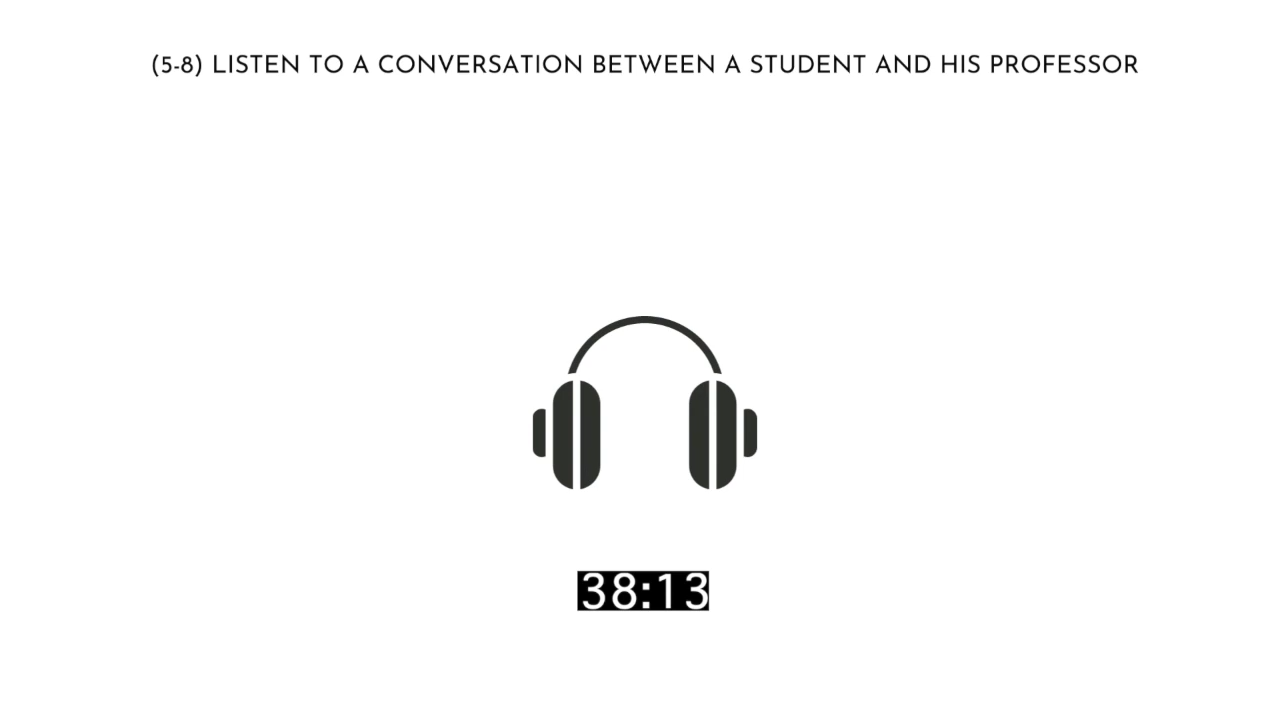 (5-8) LISTEN TO A CONVERSATION BETWEEN A STUDENT AND HIS PROFESSOR
38:13